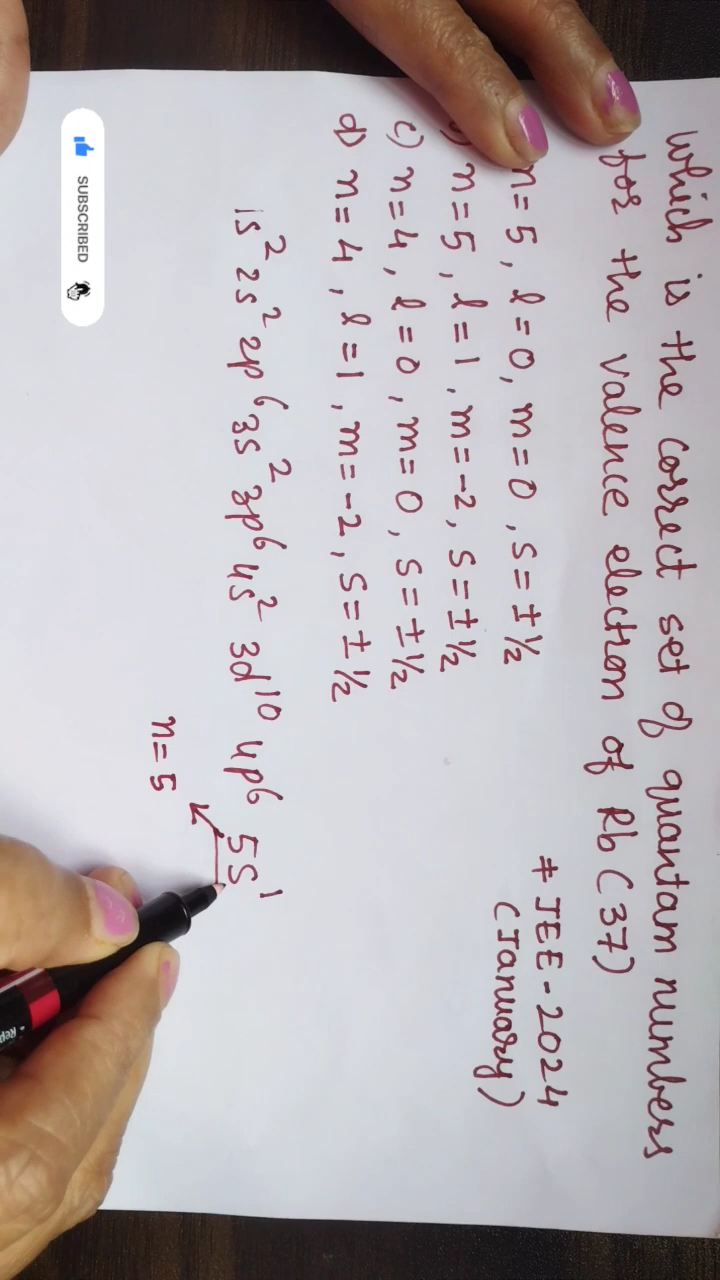 which is the correct set of quantam numbers
for the valence electron of Rb (37)
n = 5, l = 0, m = 0, s = ± 1/2
n = 5, l = 1, m = -2, s = ± 1/2
c) n = 4, l = 0, m = 0, s = ± 1/2
d) n = 4, l = 1, m = -2, s = ± 1/2
# JEE - 2024
(January)
1s² 2s² 2p⁶ 3s² 3p⁶ 4s² 3d¹⁰ 4p⁶ 5s¹
n = 5
SUBSCRIBED